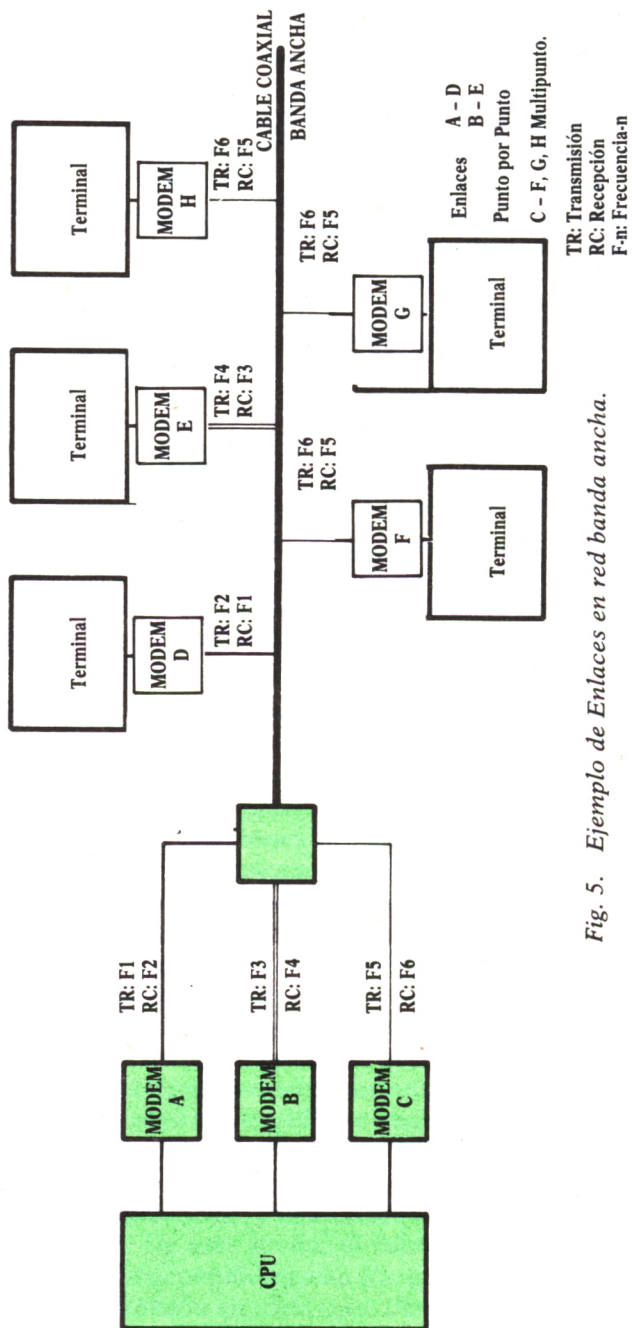 CPU
MODEM
A
MODEM
B
MODEM
C
TR: F1
RC: F2
TR: F3
RC: F4
TR: F5
RC: F6
Terminal
MODEM
D
TR: F2
RC: F1
Terminal
MODEM
E
TR: F4
RC: F3
Terminal
MODEM
H
TR: F6
RC: F5
CABLE COAXIAL
BANDA ANCHA
TR: F6
RC: F5
MODEM
F
Terminal
TR: F6
RC: F5
MODEM
G
Terminal
Enlaces A – D
B – E
Punto por Punto
C – F, G, H Multipunto.
TR: Transmisión
RC: Recepción
F-n: Frecuencia-n
Fig. 5. Ejemplo de Enlaces en red banda ancha.